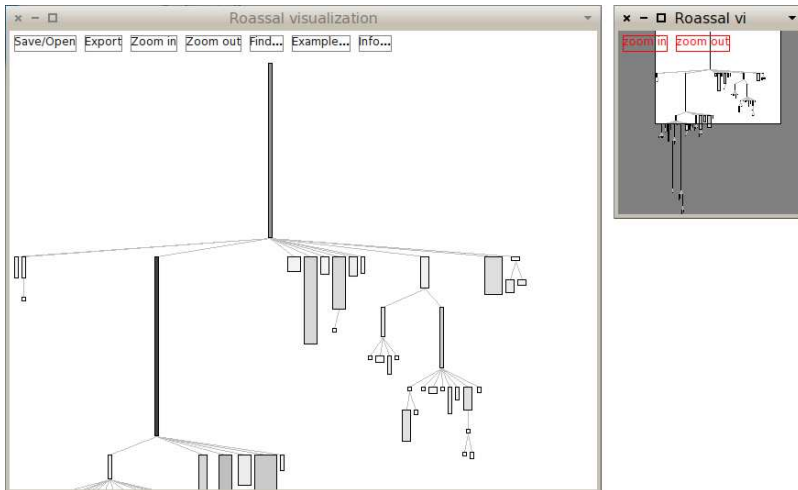 Roassal visualization
Save/Open Export Zoom in Zoom out Find... Example... Info...
Roassal vi
zoom in zoom out